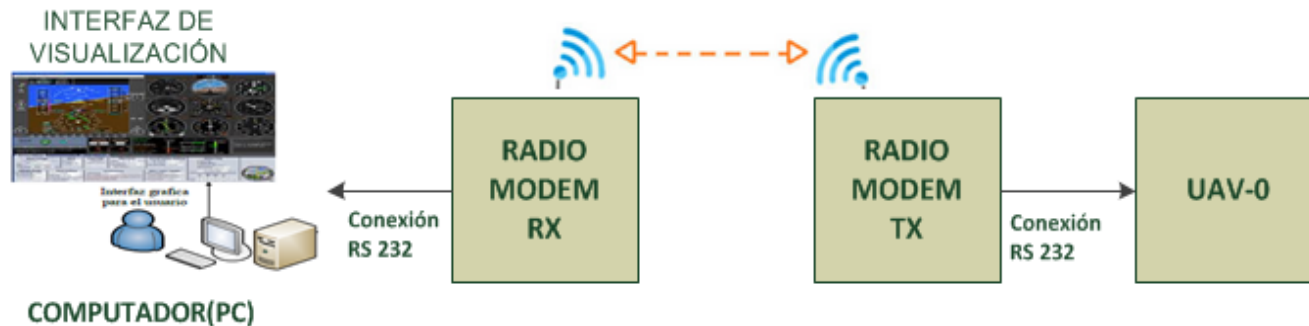 INTERFAZ DE
VISUALIZACIÓN
Interfaz grafica
para el usuario
COMPUTADOR(PC)
Conexión
RS 232
RADIO
MODEM
RX
RADIO
MODEM
TX
Conexión
RS 232
UAV-0